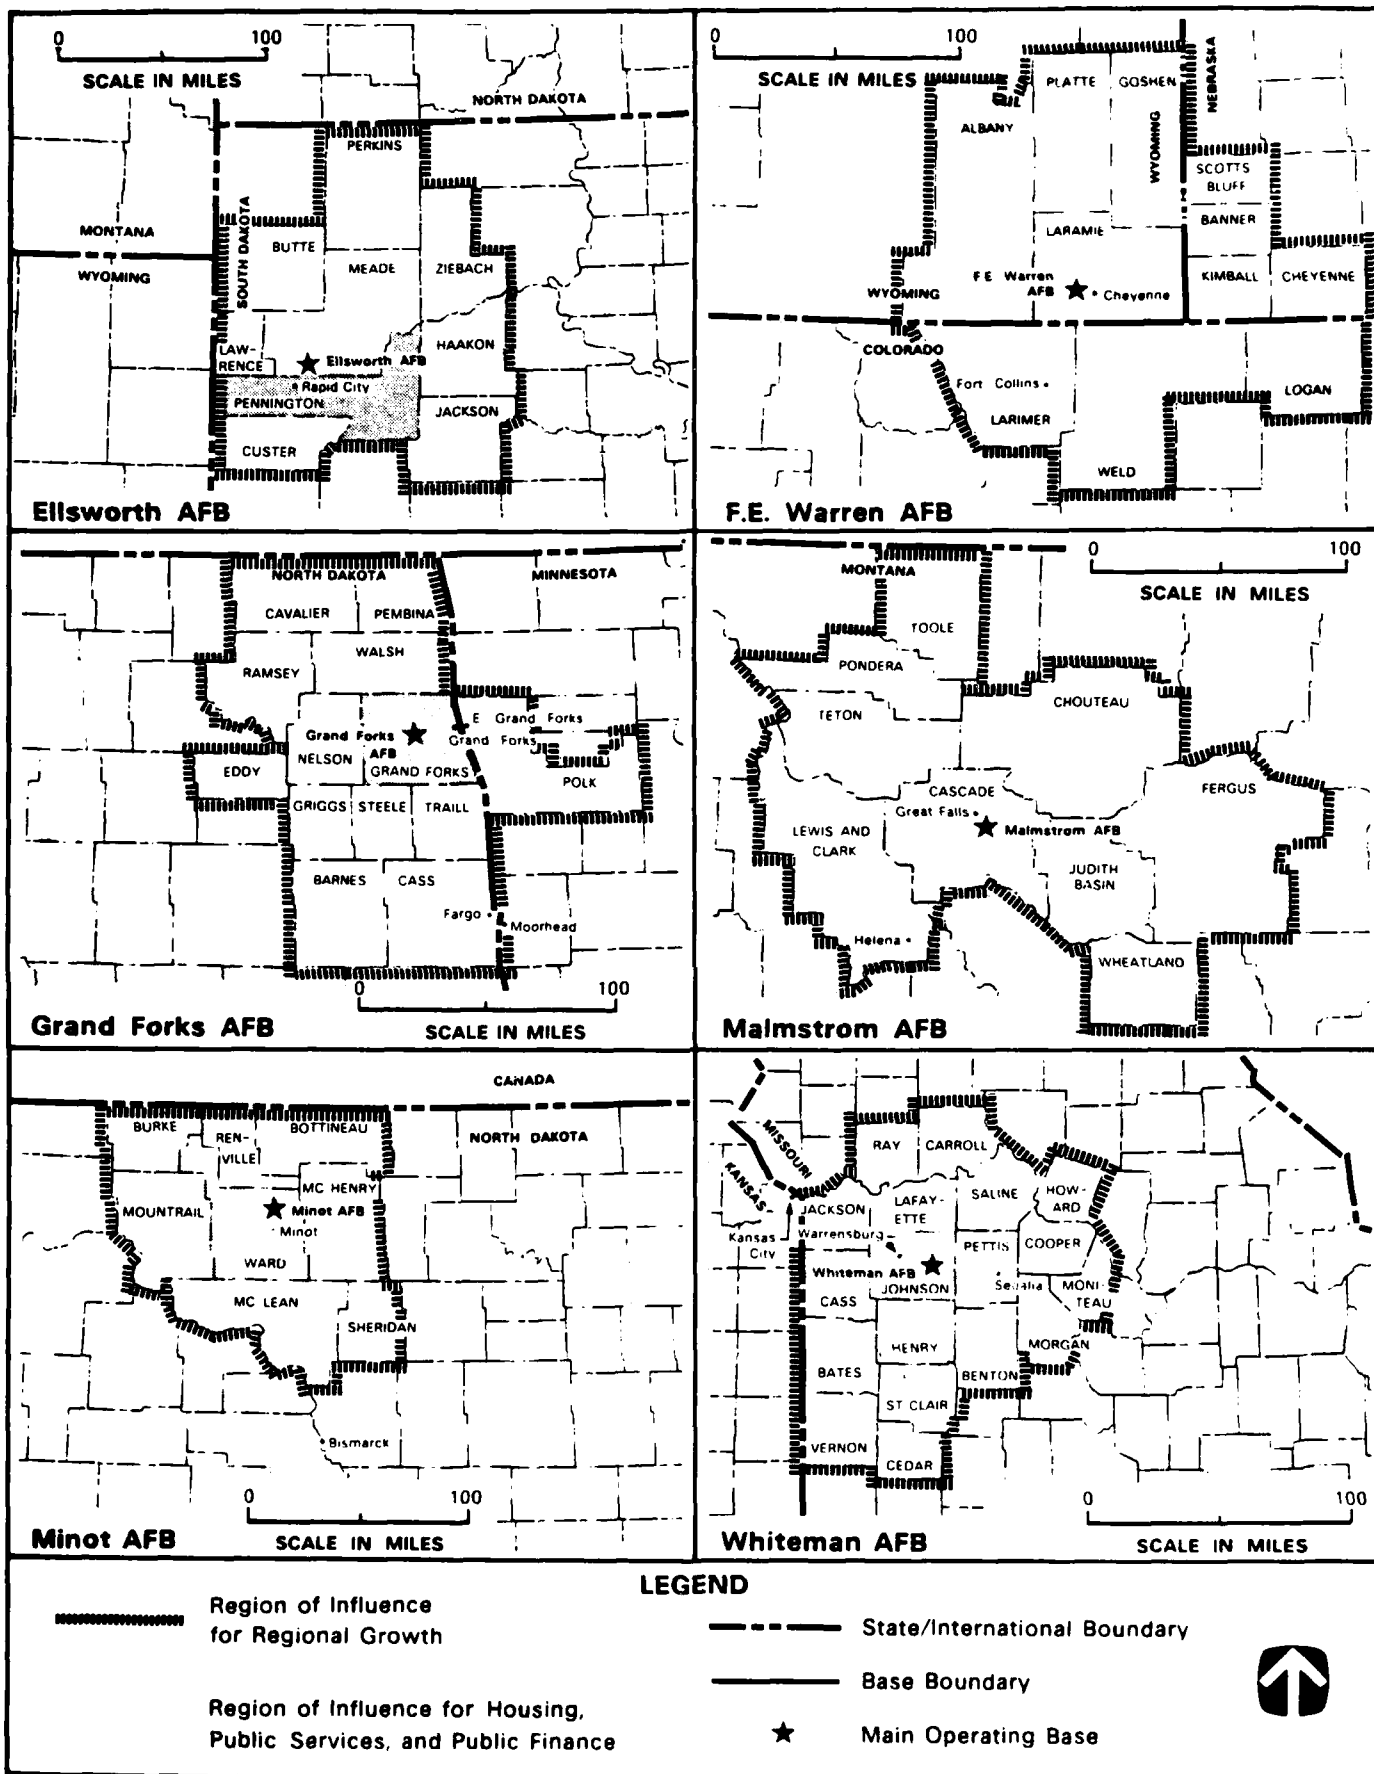 0 100
SCALE IN MILES
NORTH DAKOTA
PERKINS
MONTANA
WYOMING
SOUTH DAKOTA
BUTTE
MEADE
ZIEBACH
LAW-
RENCE
Ellsworth AFB
HAAKON
Rapid City
PENNINGTON
JACKSON
CUSTER
Ellsworth AFB
0 100
SCALE IN MILES
PLATTE
GOSHEN
NEBRASKA
ALBANY
WYOMING
SCOTTS
BLUFF
BANNER
LARAMIE
F.E. Warren
AFB
Cheyenne
KIMBALL
CHEYENNE
WYOMING
COLORADO
Fort Collins
LARIMER
LOGAN
WELD
F.E. Warren AFB
NORTH DAKOTA
MINNESOTA
CAVALIER
PEMBINA
WALSH
RAMSEY
E Grand Forks
Grand Forks
Grand Forks
AFB
NELSON
GRAND FORKS
EDDY
POLK
GRIGGS
STEELE
TRAILL
BARNES
CASS
Fargo
Moorhead
0 100
SCALE IN MILES
Grand Forks AFB
MONTANA
0 100
SCALE IN MILES
TOOLE
PONDERA
CHOUTEAU
TETON
CASCADE
FERGUS
Great Falls
Malmstrom AFB
LEWIS AND
CLARK
JUDITH
BASIN
Helena
WHEATLAND
Malmstrom AFB
CANADA
BURKE
BOTTINEAU
NORTH DAKOTA
REN-
VILLE
MC HENRY
MOUNTRAIL
Minot AFB
Minot
WARD
MC LEAN
SHERIDAN
Bismarck
0 100
SCALE IN MILES
Minot AFB
MISSOURI
KANSAS
RAY
CARROLL
SALINE
HOW-
ARD
LAFAY-
ETTE
JACKSON
Kansas
City
Warrensburg
PETTIS
COOPER
Whiteman AFB
JOHNSON
Sedalia
MONI-
TEAU
CASS
MORGAN
HENRY
BATES
BENTON
ST CLAIR
VERNON
CEDAR
0 100
SCALE IN MILES
Whiteman AFB
LEGEND
Region of Influence
for Regional Growth
State/International Boundary
Base Boundary
Region of Influence for Housing,
Public Services, and Public Finance
Main Operating Base